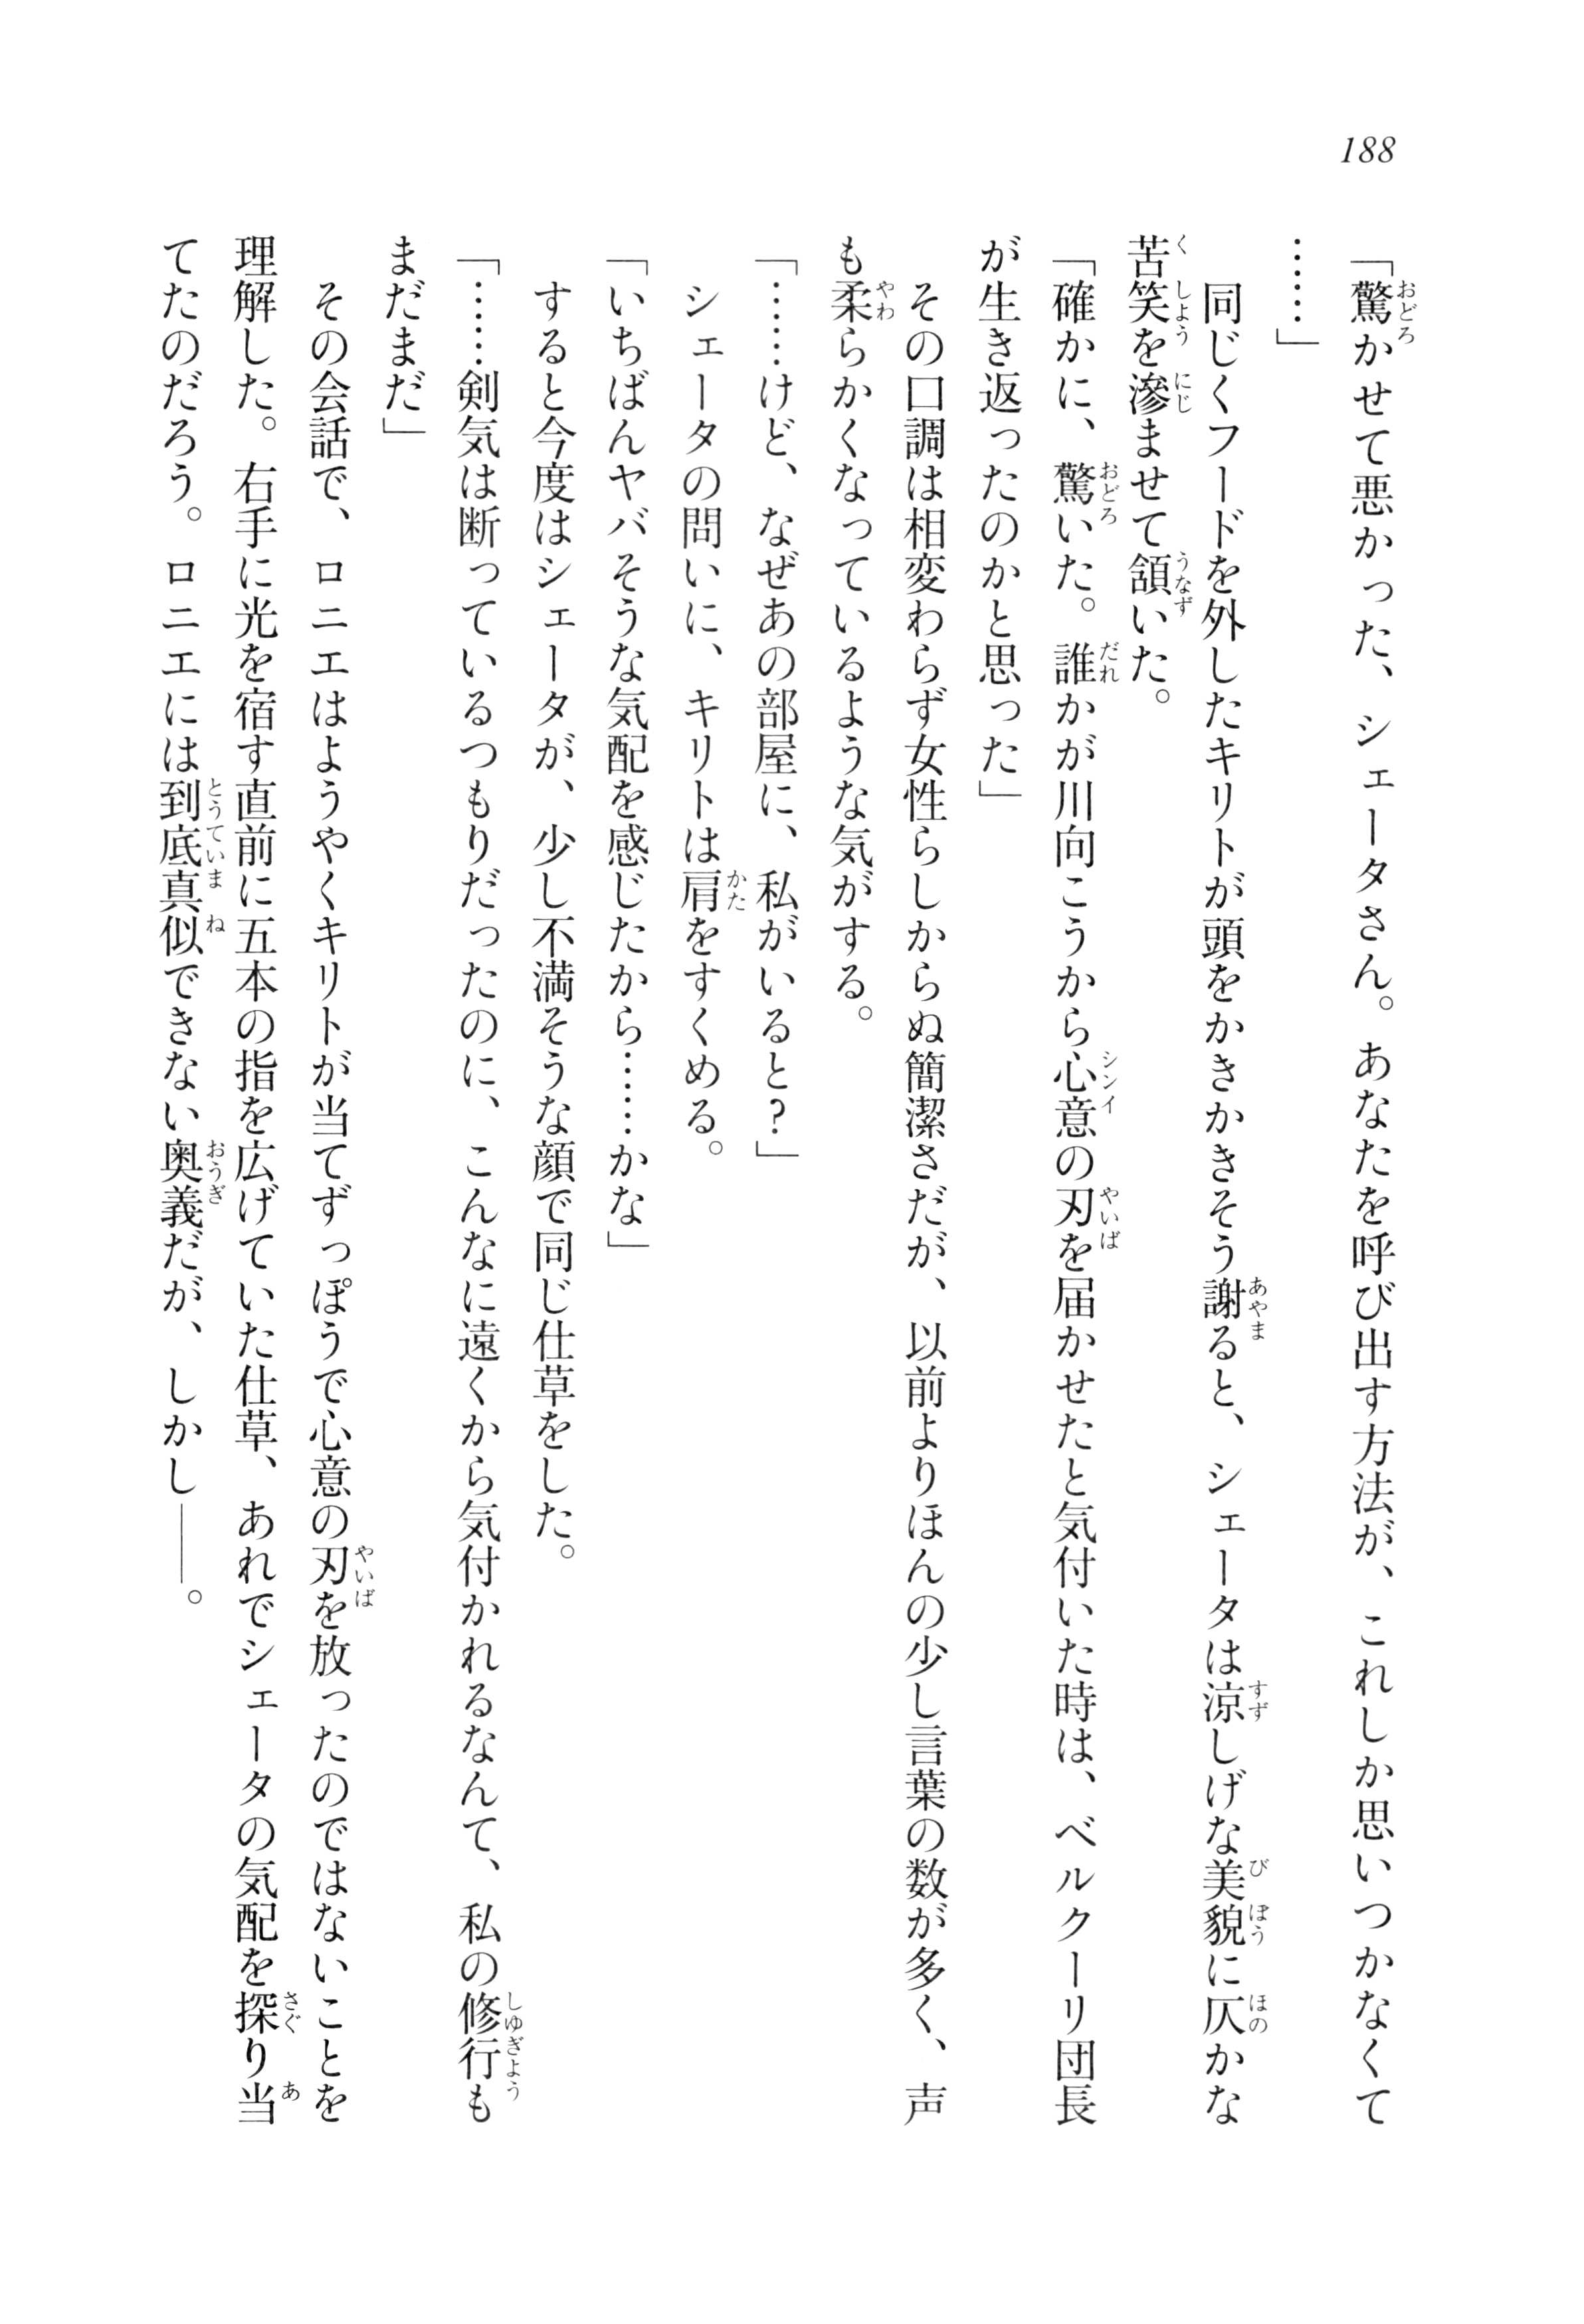 188
「驚かせて悪かった、シェータさん。あなたを呼び出す方法が、これしか思いつかなくて
……」
　同じくフードを外したキリトが頭をかきかきそう謝ると、シェータは涼しげな美貌に仄かな
苦笑を滲ませて頷いた。
「確かに、驚いた。誰かが川向こうから心意の刃を届かせたと気付いた時は、ベルクーリ団長
が生き返ったのかと思った」
　その口調は相変わらず女性らしからぬ簡潔さだが、以前よりほんの少し言葉の数が多く、声
も柔らかくなっているような気がする。
「……けど、なぜあの部屋に、私がいると？」
　シェータの問いに、キリトは肩をすくめる。
「いちばんヤバそうな気配を感じたから……かな」
　すると今度はシェータが、少し不満そうな顔で同じ仕草をした。
「……剣気は断っているつもりだったのに、こんなに遠くから気付かれるなんて、私の修行も
まだまだ」
　その会話で、ロニエはようやくキリトが当てずっぽうで心意の刃を放ったのではないことを
理解した。右手に光を宿す直前に五本の指を広げていた仕草、あれでシェータの気配を探り当
てたのだろう。ロニエには到底真似できない奥義だが、しかし――。